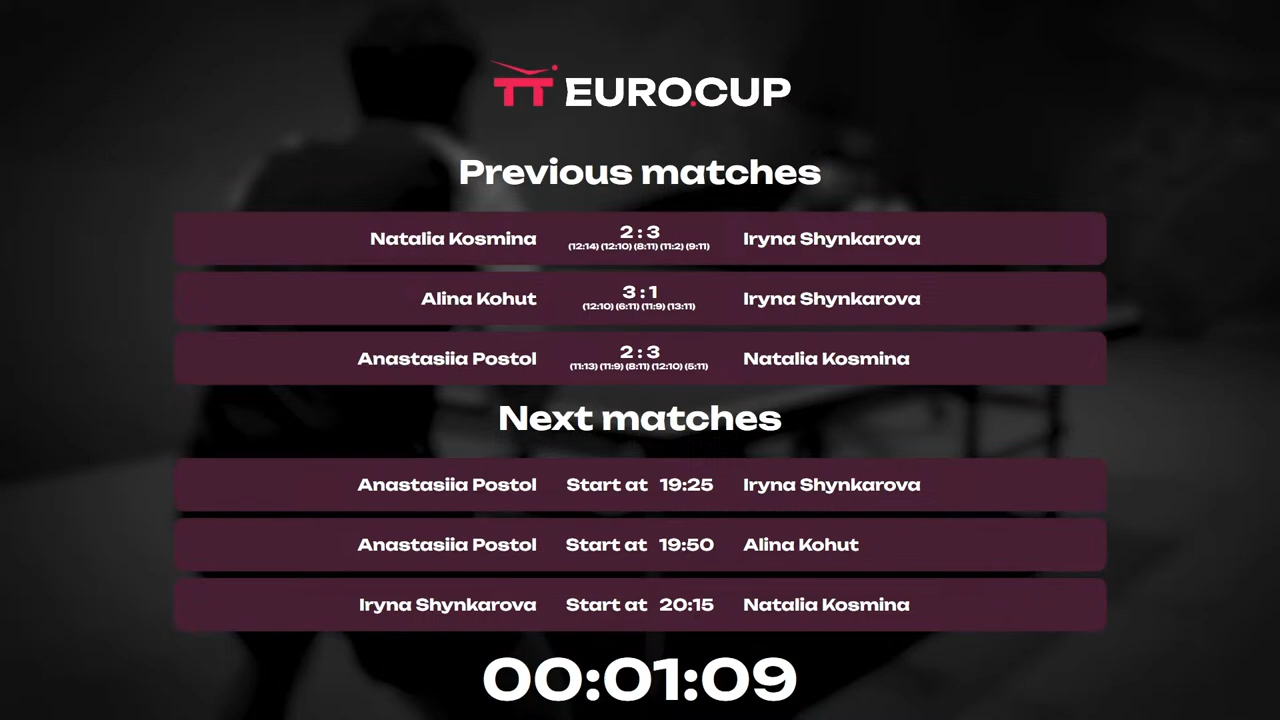 TT EURO.CUP
Previous matches
Natalia Kosmina 2 : 3 Iryna Shynkarova
(12:14) (12:10) (8:11) (11:2) (9:11)
Alina Kohut 3 : 1 Iryna Shynkarova
(12:10) (6:11) (11:9) (13:11)
Anastasiia Postol 2 : 3 Natalia Kosmina
(11:13) (11:9) (8:11) (12:10) (5:11)
Next matches
Anastasiia Postol Start at 19:25 Iryna Shynkarova
Anastasiia Postol Start at 19:50 Alina Kohut
Iryna Shynkarova Start at 20:15 Natalia Kosmina
00:01:09